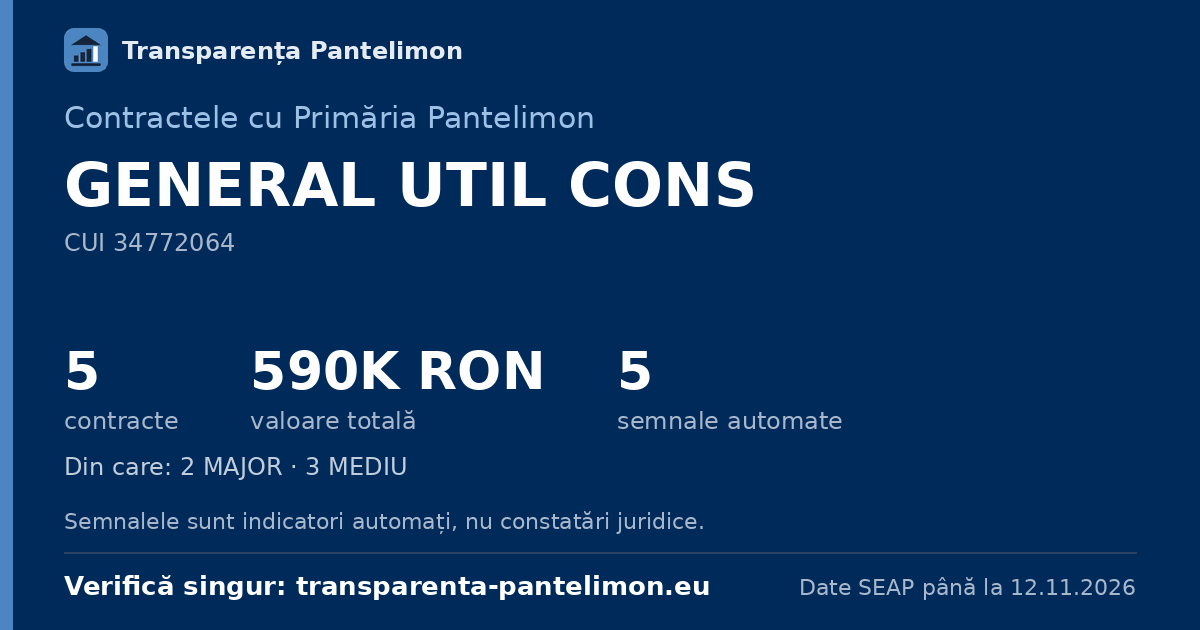 Transparența Pantelimon
Contractele cu Primăria Pantelimon
GENERAL UTIL CONS
CUI 34772064
5 590K RON 5
contracte valoare totală semnale automate
Din care: 2 MAJOR · 3 MEDIU
Semnalele sunt indicatori automați, nu constatări juridice.
Verifică singur: transparenta-pantelimon.eu Date SEAP până la 12.11.2026